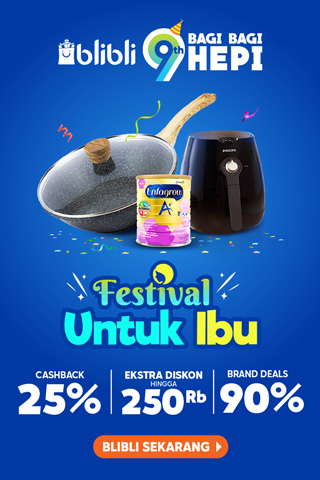 blibli 9th BAGI BAGI
HEPI
PHILIPS
Enfagrow
A+
Festival
Untuk Ibu
CASHBACK
25%
EKSTRA DISKON
HINGGA
250Rb
BRAND DEALS
90%
BLIBLI SEKARANG